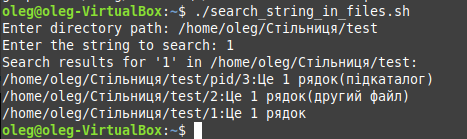 oleg@oleg-VirtualBox:~$ ./search_string_in_files.sh
Enter directory path: /home/oleg/Стільниця/test
Enter the string to search: 1
Search results for '1' in /home/oleg/Стільниця/test:
/home/oleg/Стільниця/test/pid/3:Це 1 рядок(підкаталог)
/home/oleg/Стільниця/test/2:Це 1 рядок(другий файл)
/home/oleg/Стільниця/test/1:Це 1 рядок
oleg@oleg-VirtualBox:~$